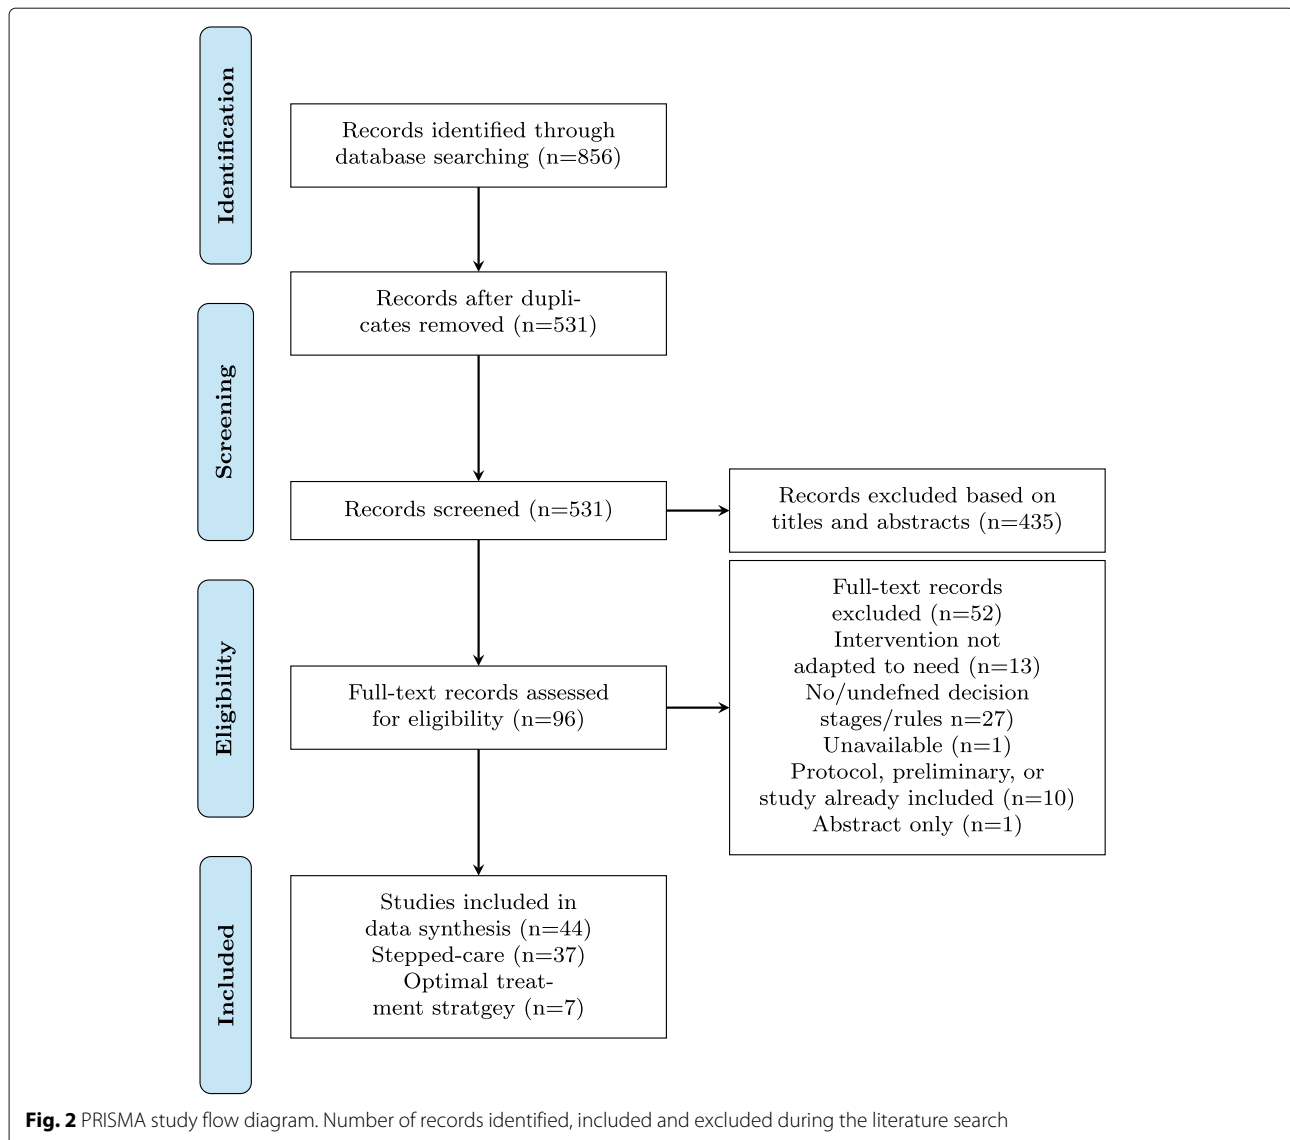 Identification
Records identified through
database searching (n=856)
Records after dupli-
cates removed (n=531)
Screening
Records screened (n=531)
Records excluded based on
titles and abstracts (n=435)
Eligibility
Full-text records assessed
for eligibility (n=96)
Full-text records
excluded (n=52)
Intervention not
adapted to need (n=13)
No/undefned decision
stages/rules n=27)
Unavailable (n=1)
Protocol, preliminary, or
study already included (n=10)
Abstract only (n=1)
Included
Studies included in
data synthesis (n=44)
Stepped-care (n=37)
Optimal treat-
ment stratgey (n=7)
Fig. 2 PRISMA study flow diagram. Number of records identified, included and excluded during the literature search